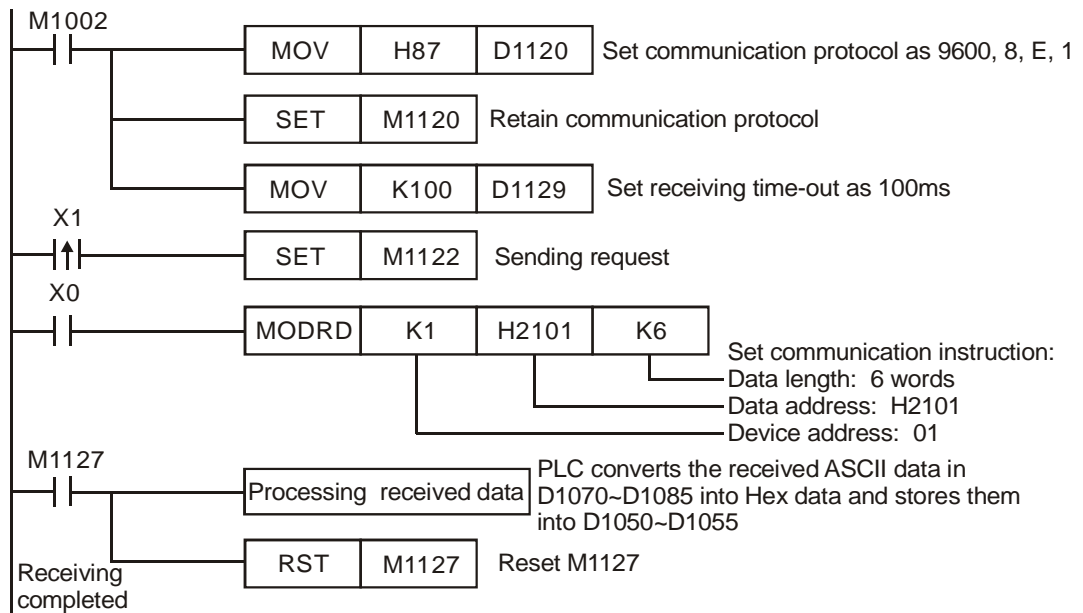 M1002
MOV H87 D1120 Set communication protocol as 9600, 8, E, 1
SET M1120 Retain communication protocol
MOV K100 D1129 Set receiving time-out as 100ms
X1
SET M1122 Sending request
X0
MODRD K1 H2101 K6
Set communication instruction:
Data length: 6 words
Data address: H2101
Device address: 01
M1127
Processing received data
PLC converts the received ASCII data in
D1070~D1085 into Hex data and stores them
into D1050~D1055
RST M1127 Reset M1127
Receiving
completed